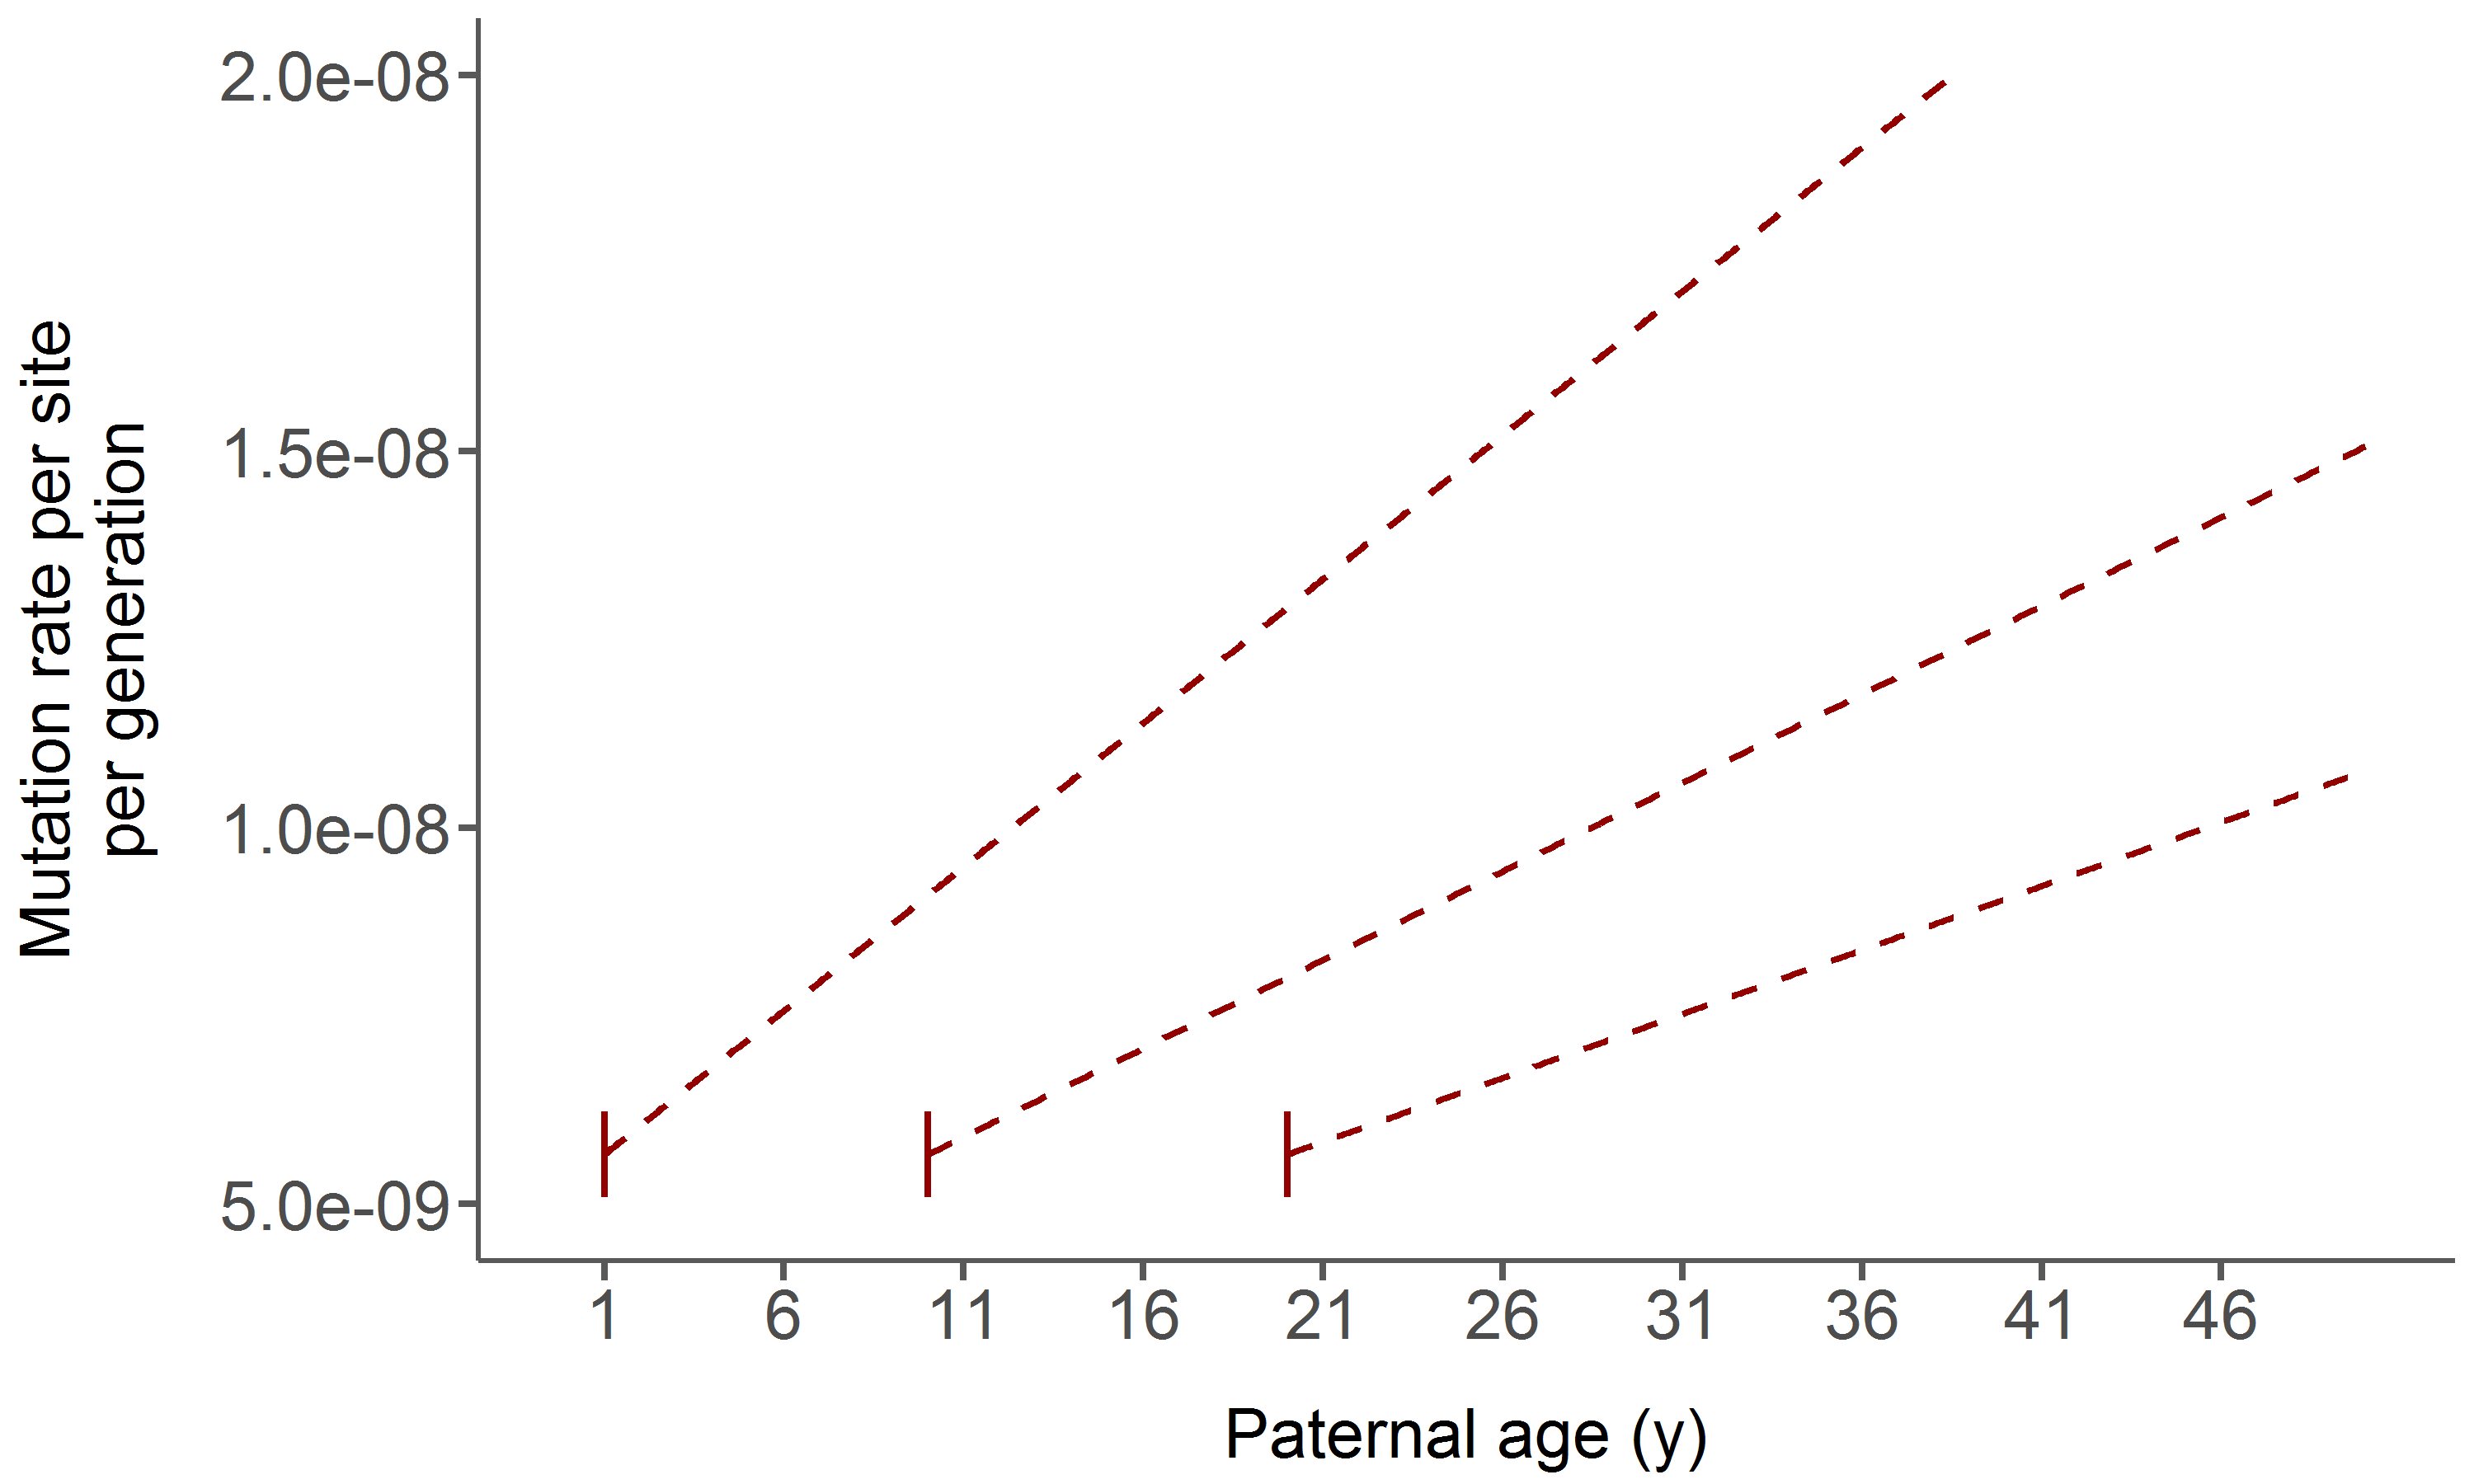 Mutation rate per site
per generation
2.0e-08
1.5e-08
1.0e-08
5.0e-09
1 6 11 16 21 26 31 36 41 46
Paternal age (y)